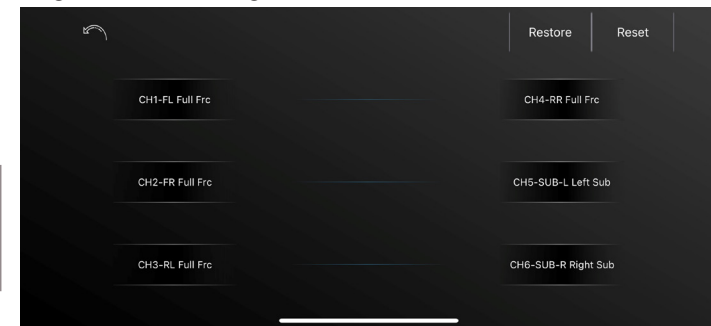 Restore Reset
CH1-FL Full Frc CH4-RR Full Frc
CH2-FR Full Frc CH5-SUB-L Left Sub
CH3-RL Full Frc CH6-SUB-R Right Sub